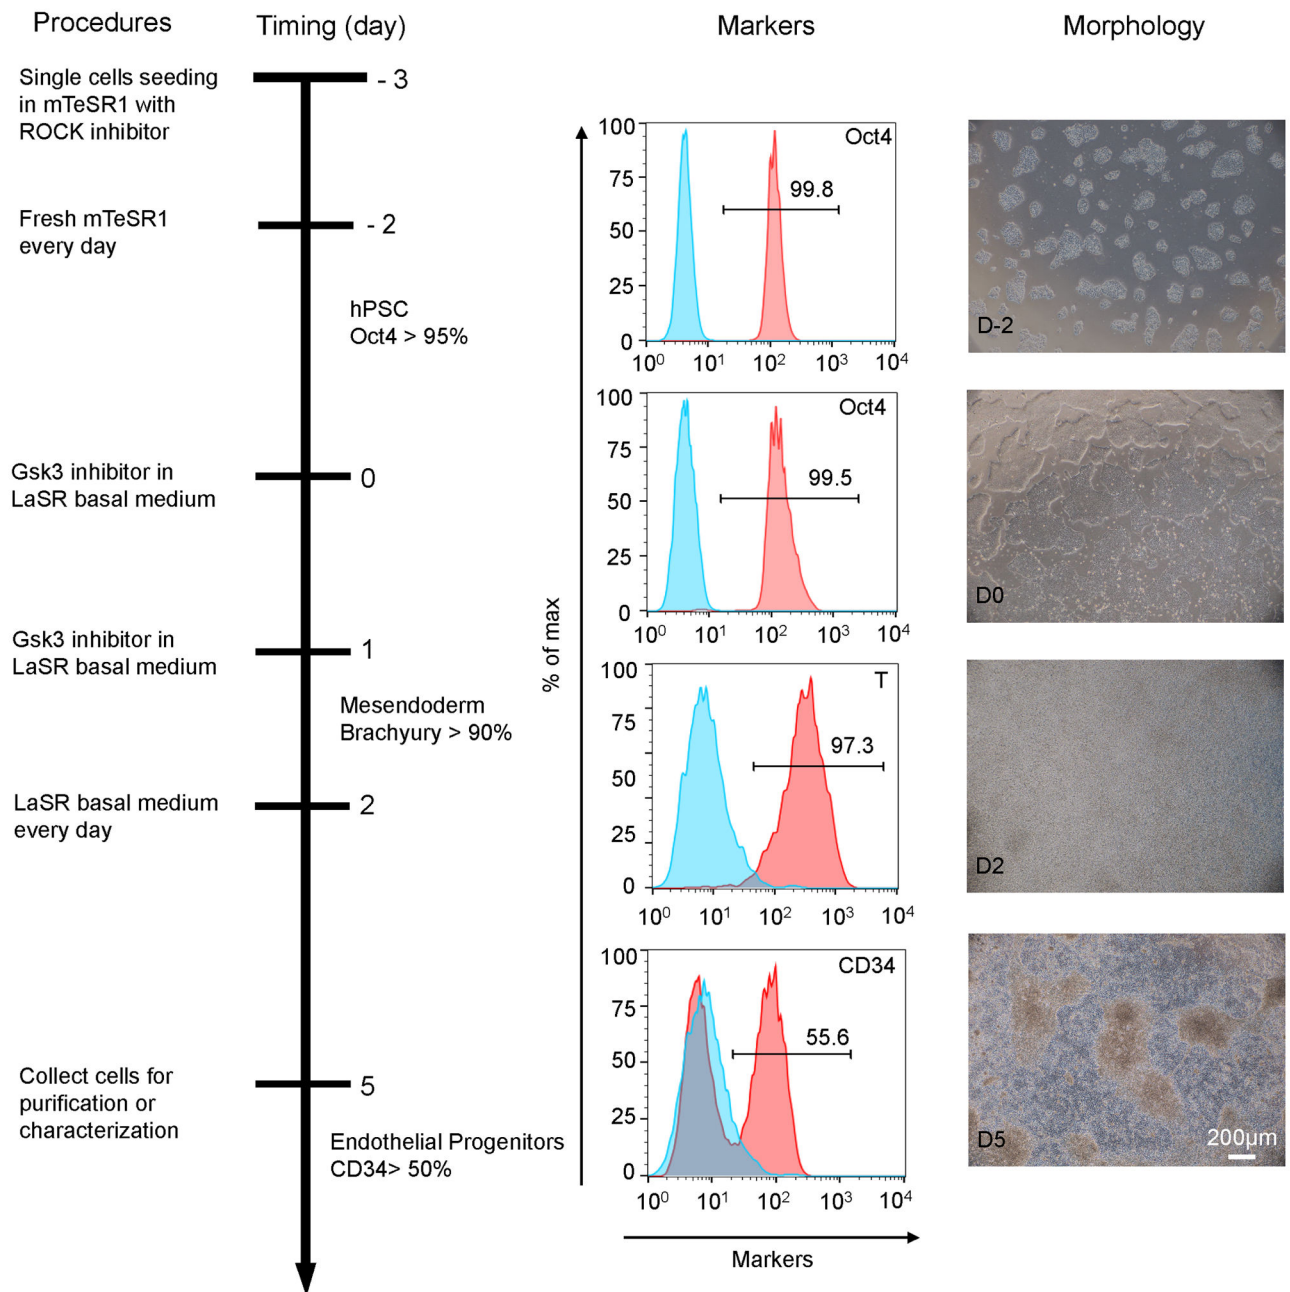 Procedures
Timing (day)
Markers
Morphology
Single cells seeding
in mTeSR1 with
ROCK inhibitor
- 3
Fresh mTeSR1
every day
- 2
hPSC
Oct4 > 95%
Gsk3 inhibitor in
LaSR basal medium
0
Gsk3 inhibitor in
LaSR basal medium
1
Mesendoderm
Brachyury > 90%
LaSR basal medium
every day
2
Collect cells for
purification or
characterization
5
Endothelial Progenitors
CD34> 50%
% of max
100
75
50
25
0
Oct4
99.8
10⁰ 10¹ 10² 10³ 10⁴
D-2
100
75
50
25
0
Oct4
99.5
10⁰ 10¹ 10² 10³ 10⁴
D0
100
75
50
25
0
T
97.3
10⁰ 10¹ 10² 10³ 10⁴
D2
100
75
50
25
0
CD34
55.6
10⁰ 10¹ 10² 10³ 10⁴
D5
200μm
Markers